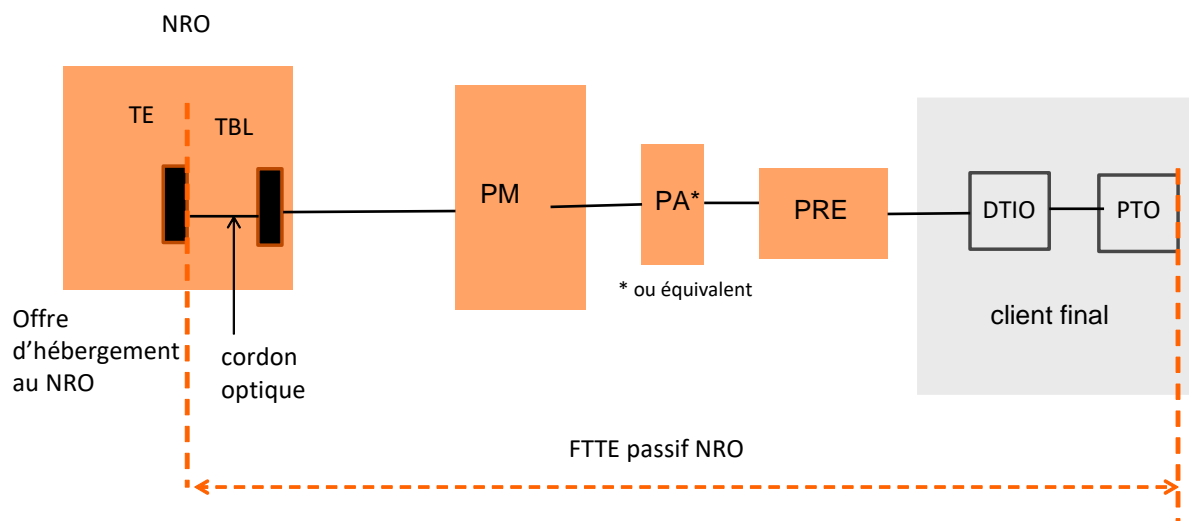 NRO
TE
TBL
PM
PA*
PRE
DTIO
PTO
* ou équivalent
client final
Offre
d’hébergement
au NRO
cordon
optique
FTTE passif NRO